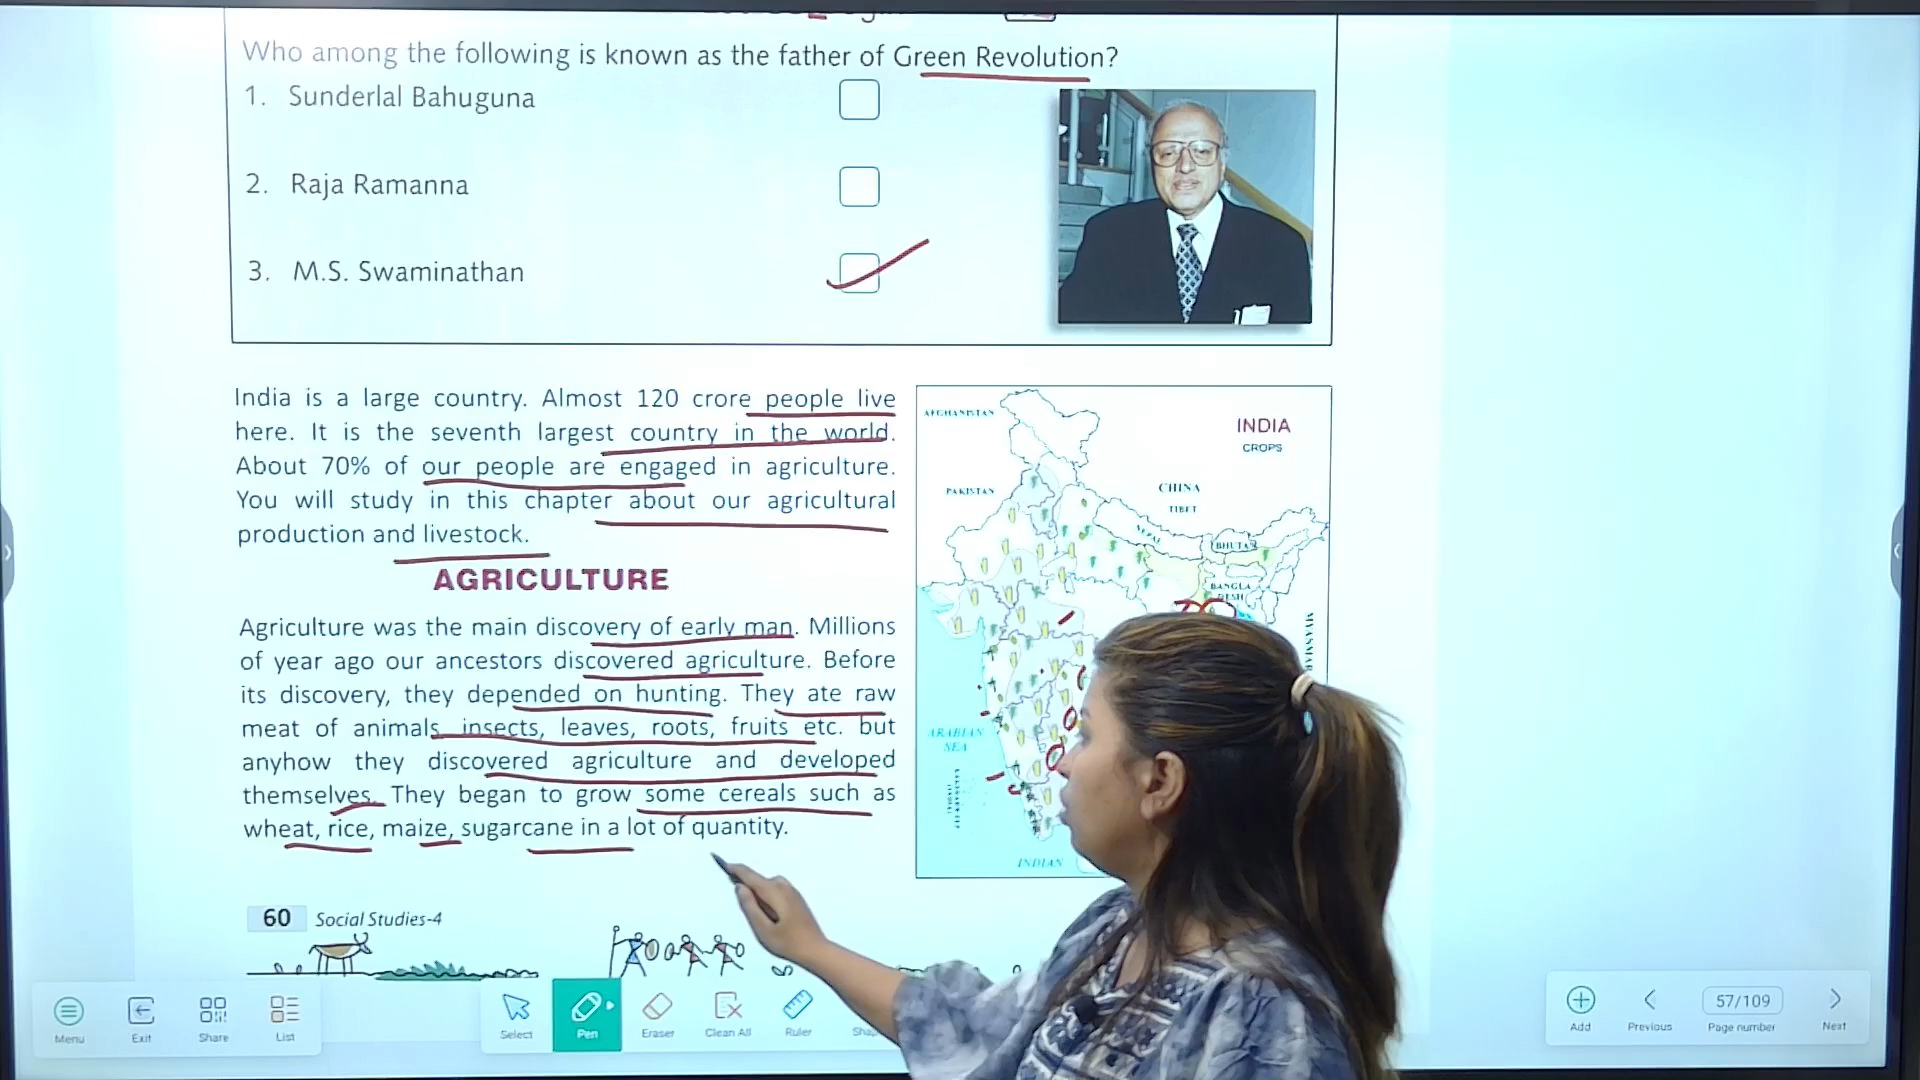 Who among the following is known as the father of Green Revolution?
1. Sunderlal Bahuguna
2. Raja Ramanna
3. M.S. Swaminathan
India is a large country. Almost 120 crore people live
here. It is the seventh largest country in the world.
About 70% of our people are engaged in agriculture.
You will study in this chapter about our agricultural
production and livestock.
AGRICULTURE
Agriculture was the main discovery of early man. Millions
of year ago our ancestors discovered agriculture. Before
its discovery, they depended on hunting. They ate raw
meat of animals, insects, leaves, roots, fruits etc. but
anyhow they discovered agriculture and developed
themselves. They began to grow some cereals such as
wheat, rice, maize, sugarcane in a lot of quantity.
60 Social Studies-4
INDIA
CROPS
AFGHANISTAN
PAKISTAN
CHINA
TIBET
NEPAL
BHUTAN
BANGLA
DESH
MYANMAR
ARABIAN
SEA
INDIAN
Menu
Exit
Share
List
Select
Pen
Eraser
Clean All
Ruler
Add
Previous
57/109
Page number
Next